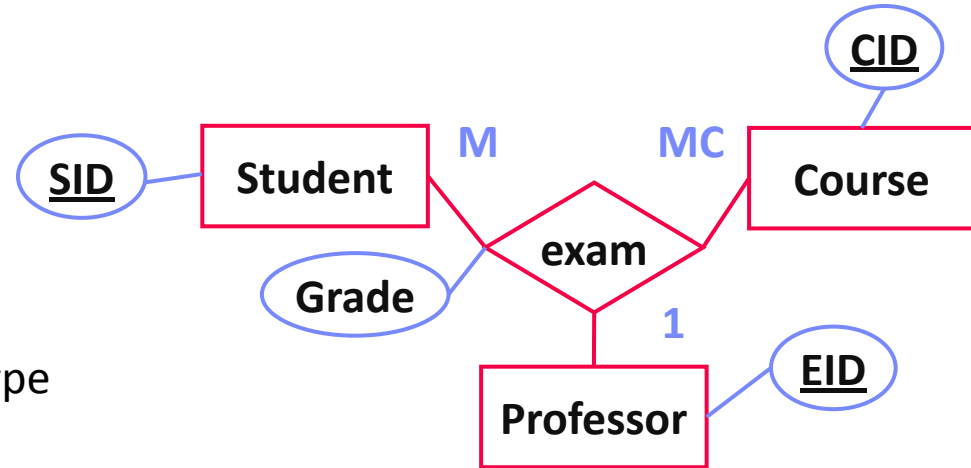 CID
M
MC
SID
Student
Course
exam
Grade
1
EID
Professor